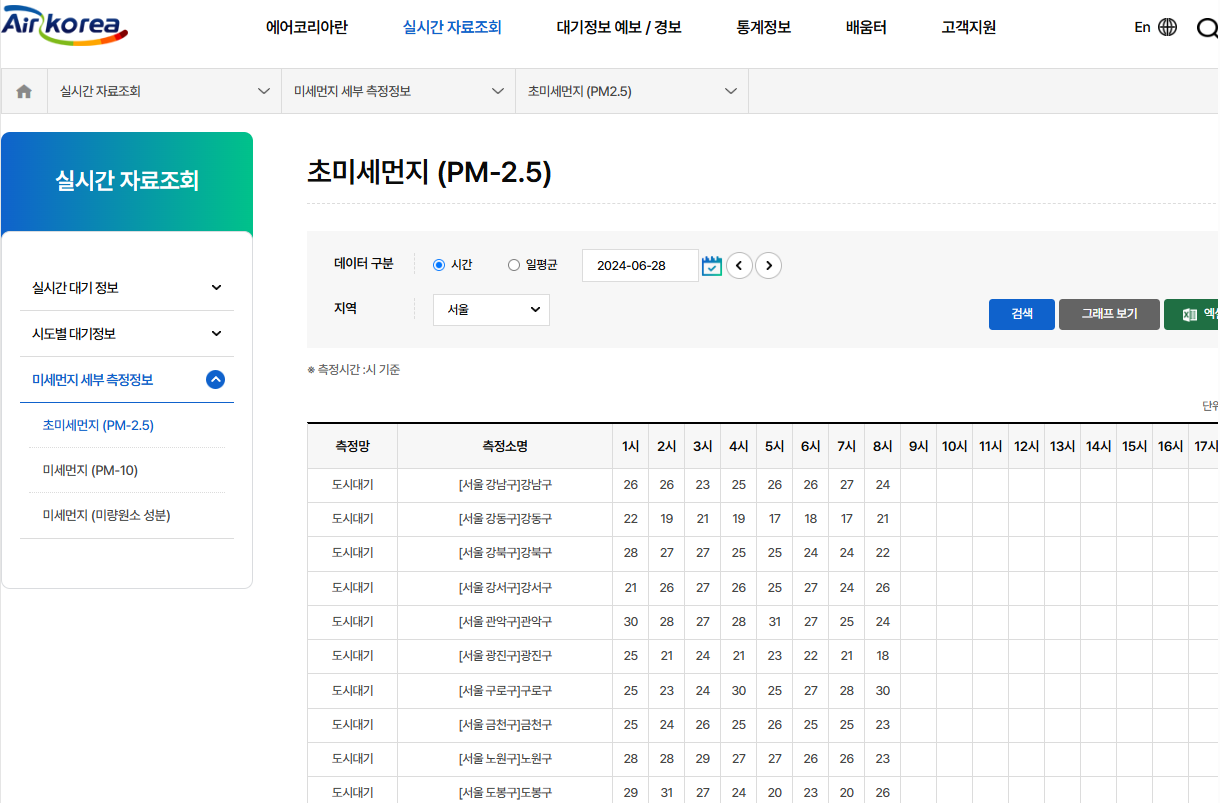 Airkorea
에어코리아란 실시간 자료조회 대기정보 예보 / 경보 통계정보 배움터 고객지원 En
실시간 자료조회 미세먼지 세부 측정정보 초미세먼지 (PM2.5)
실시간 자료조회
실시간 대기 정보
시도별 대기정보
미세먼지 세부 측정정보
초미세먼지 (PM-2.5)
미세먼지 (PM-10)
미세먼지 (미량원소 성분)
초미세먼지 (PM-2.5)
데이터 구분 시간 일평균 2024-06-28
지역 서울
검색 그래프 보기
※ 측정시간 :시 기준
단위
측정망 측정소명 1시 2시 3시 4시 5시 6시 7시 8시 9시 10시 11시 12시 13시 14시 15시 16시 17시
도시대기 [서울 강남구]강남구 26 26 23 25 26 26 27 24
도시대기 [서울 강동구]강동구 22 19 21 19 17 18 17 21
도시대기 [서울 강북구]강북구 28 27 27 25 25 24 24 22
도시대기 [서울 강서구]강서구 21 26 27 26 25 27 24 26
도시대기 [서울 관악구]관악구 30 28 27 28 31 27 25 24
도시대기 [서울 광진구]광진구 25 21 24 21 23 22 21 18
도시대기 [서울 구로구]구로구 25 23 24 30 25 27 28 30
도시대기 [서울 금천구]금천구 25 24 26 25 26 25 25 23
도시대기 [서울 노원구]노원구 28 28 29 27 27 26 26 23
도시대기 [서울 도봉구]도봉구 29 31 27 24 20 23 20 26